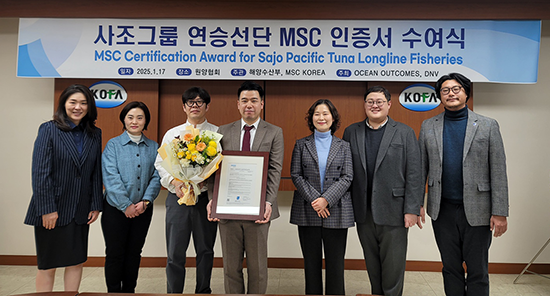 사조그룹 연승선단 MSC 인증서 수여식
MSC Certification Award for Sajo Pacific Tuna Longline Fisheries
일자 2025.1.17 장소 원양협회 주관 해양수산부, MSC KOREA 주최 OCEAN OUTCOMES, DNV
KOFA
KOFA